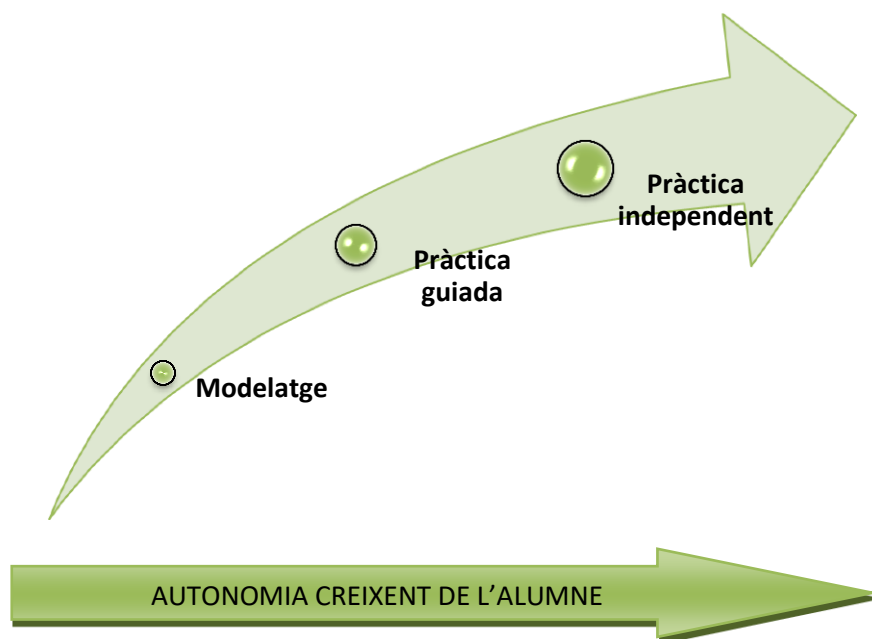 Pràctica
independent
Pràctica
guiada
Modelatge
AUTONOMIA CREIXENT DE L’ALUMNE